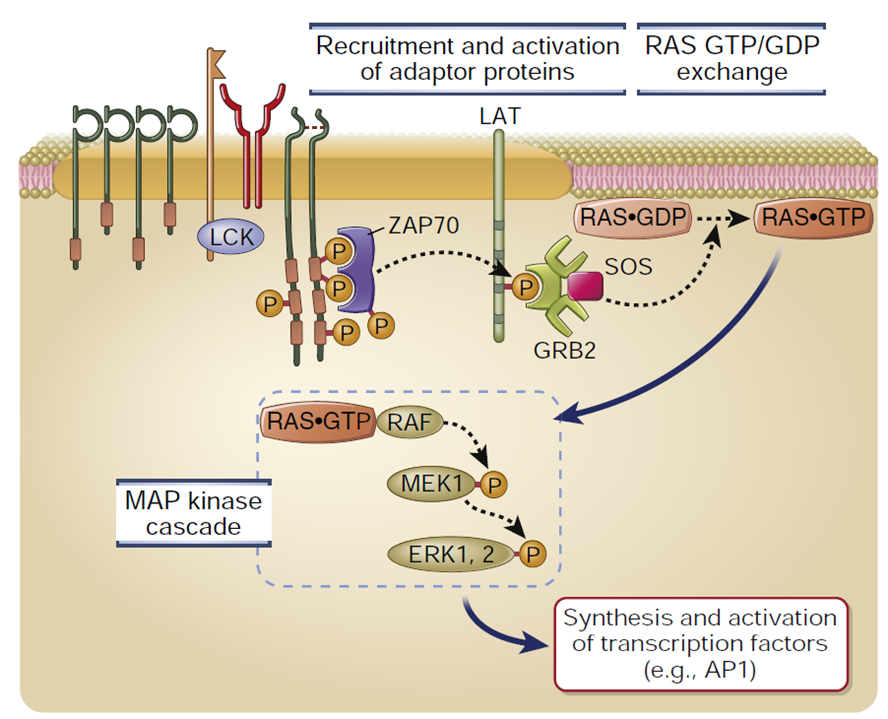 Recruitment and activation
of adaptor proteins
RAS GTP/GDP
exchange
LAT
LCK
ZAP70
P
P
P
P
P
P
RAS•GDP
RAS•GTP
SOS
GRB2
RAS•GTP
RAF
MEK1
P
ERK1, 2
P
MAP kinase
cascade
Synthesis and activation
of transcription factors
(e.g., AP1)